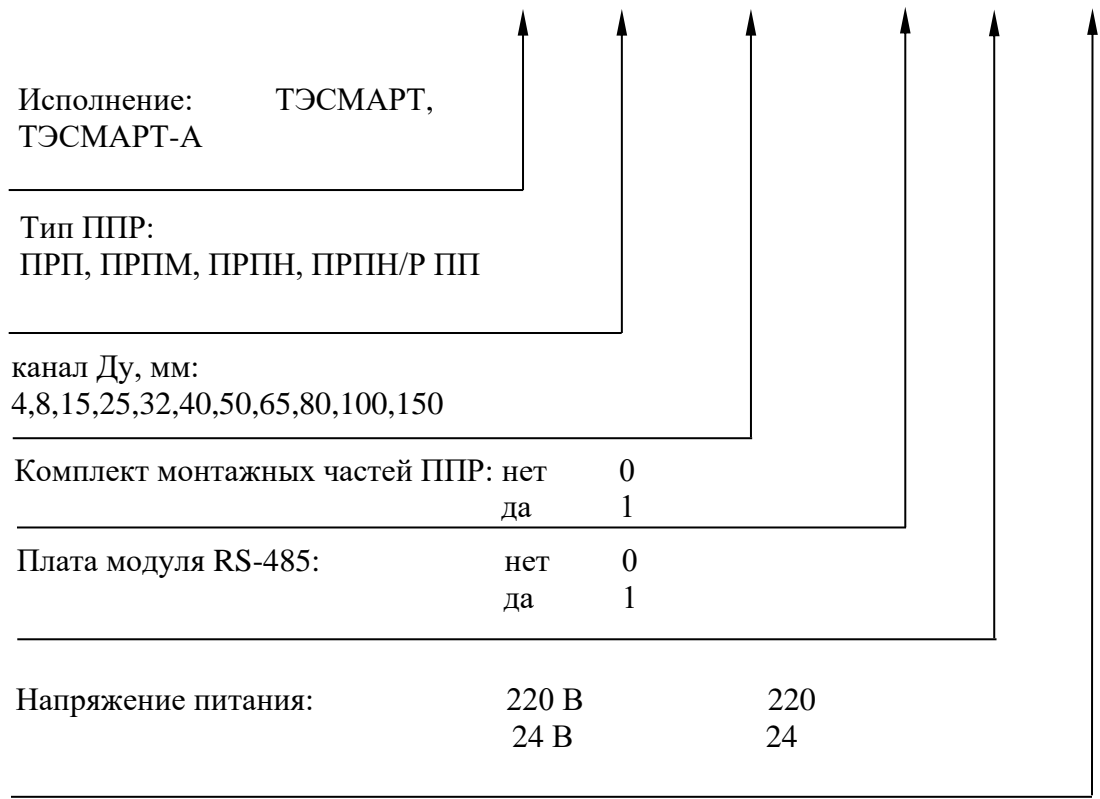 Исполнение: ТЭСМАРТ,
ТЭСМАРТ-А
Тип ППР:
ПРП, ПРПМ, ПРПН, ПРПН/Р ПП
канал Ду, мм:
4,8,15,25,32,40,50,65,80,100,150
Комплект монтажных частей ППР: нет 0
да 1
Плата модуля RS-485: нет 0
да 1
Напряжение питания: 220 В 220
24 В 24